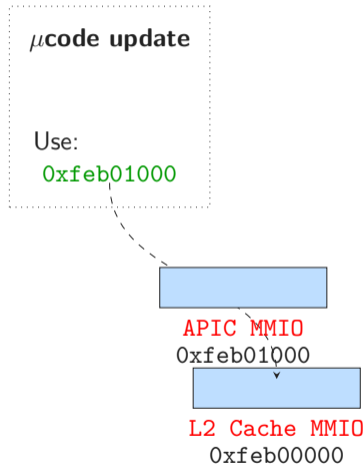 μcode update
Use:
0xfeb01000
APIC MMIO
0xfeb01000
L2 Cache MMIO
0xfeb00000